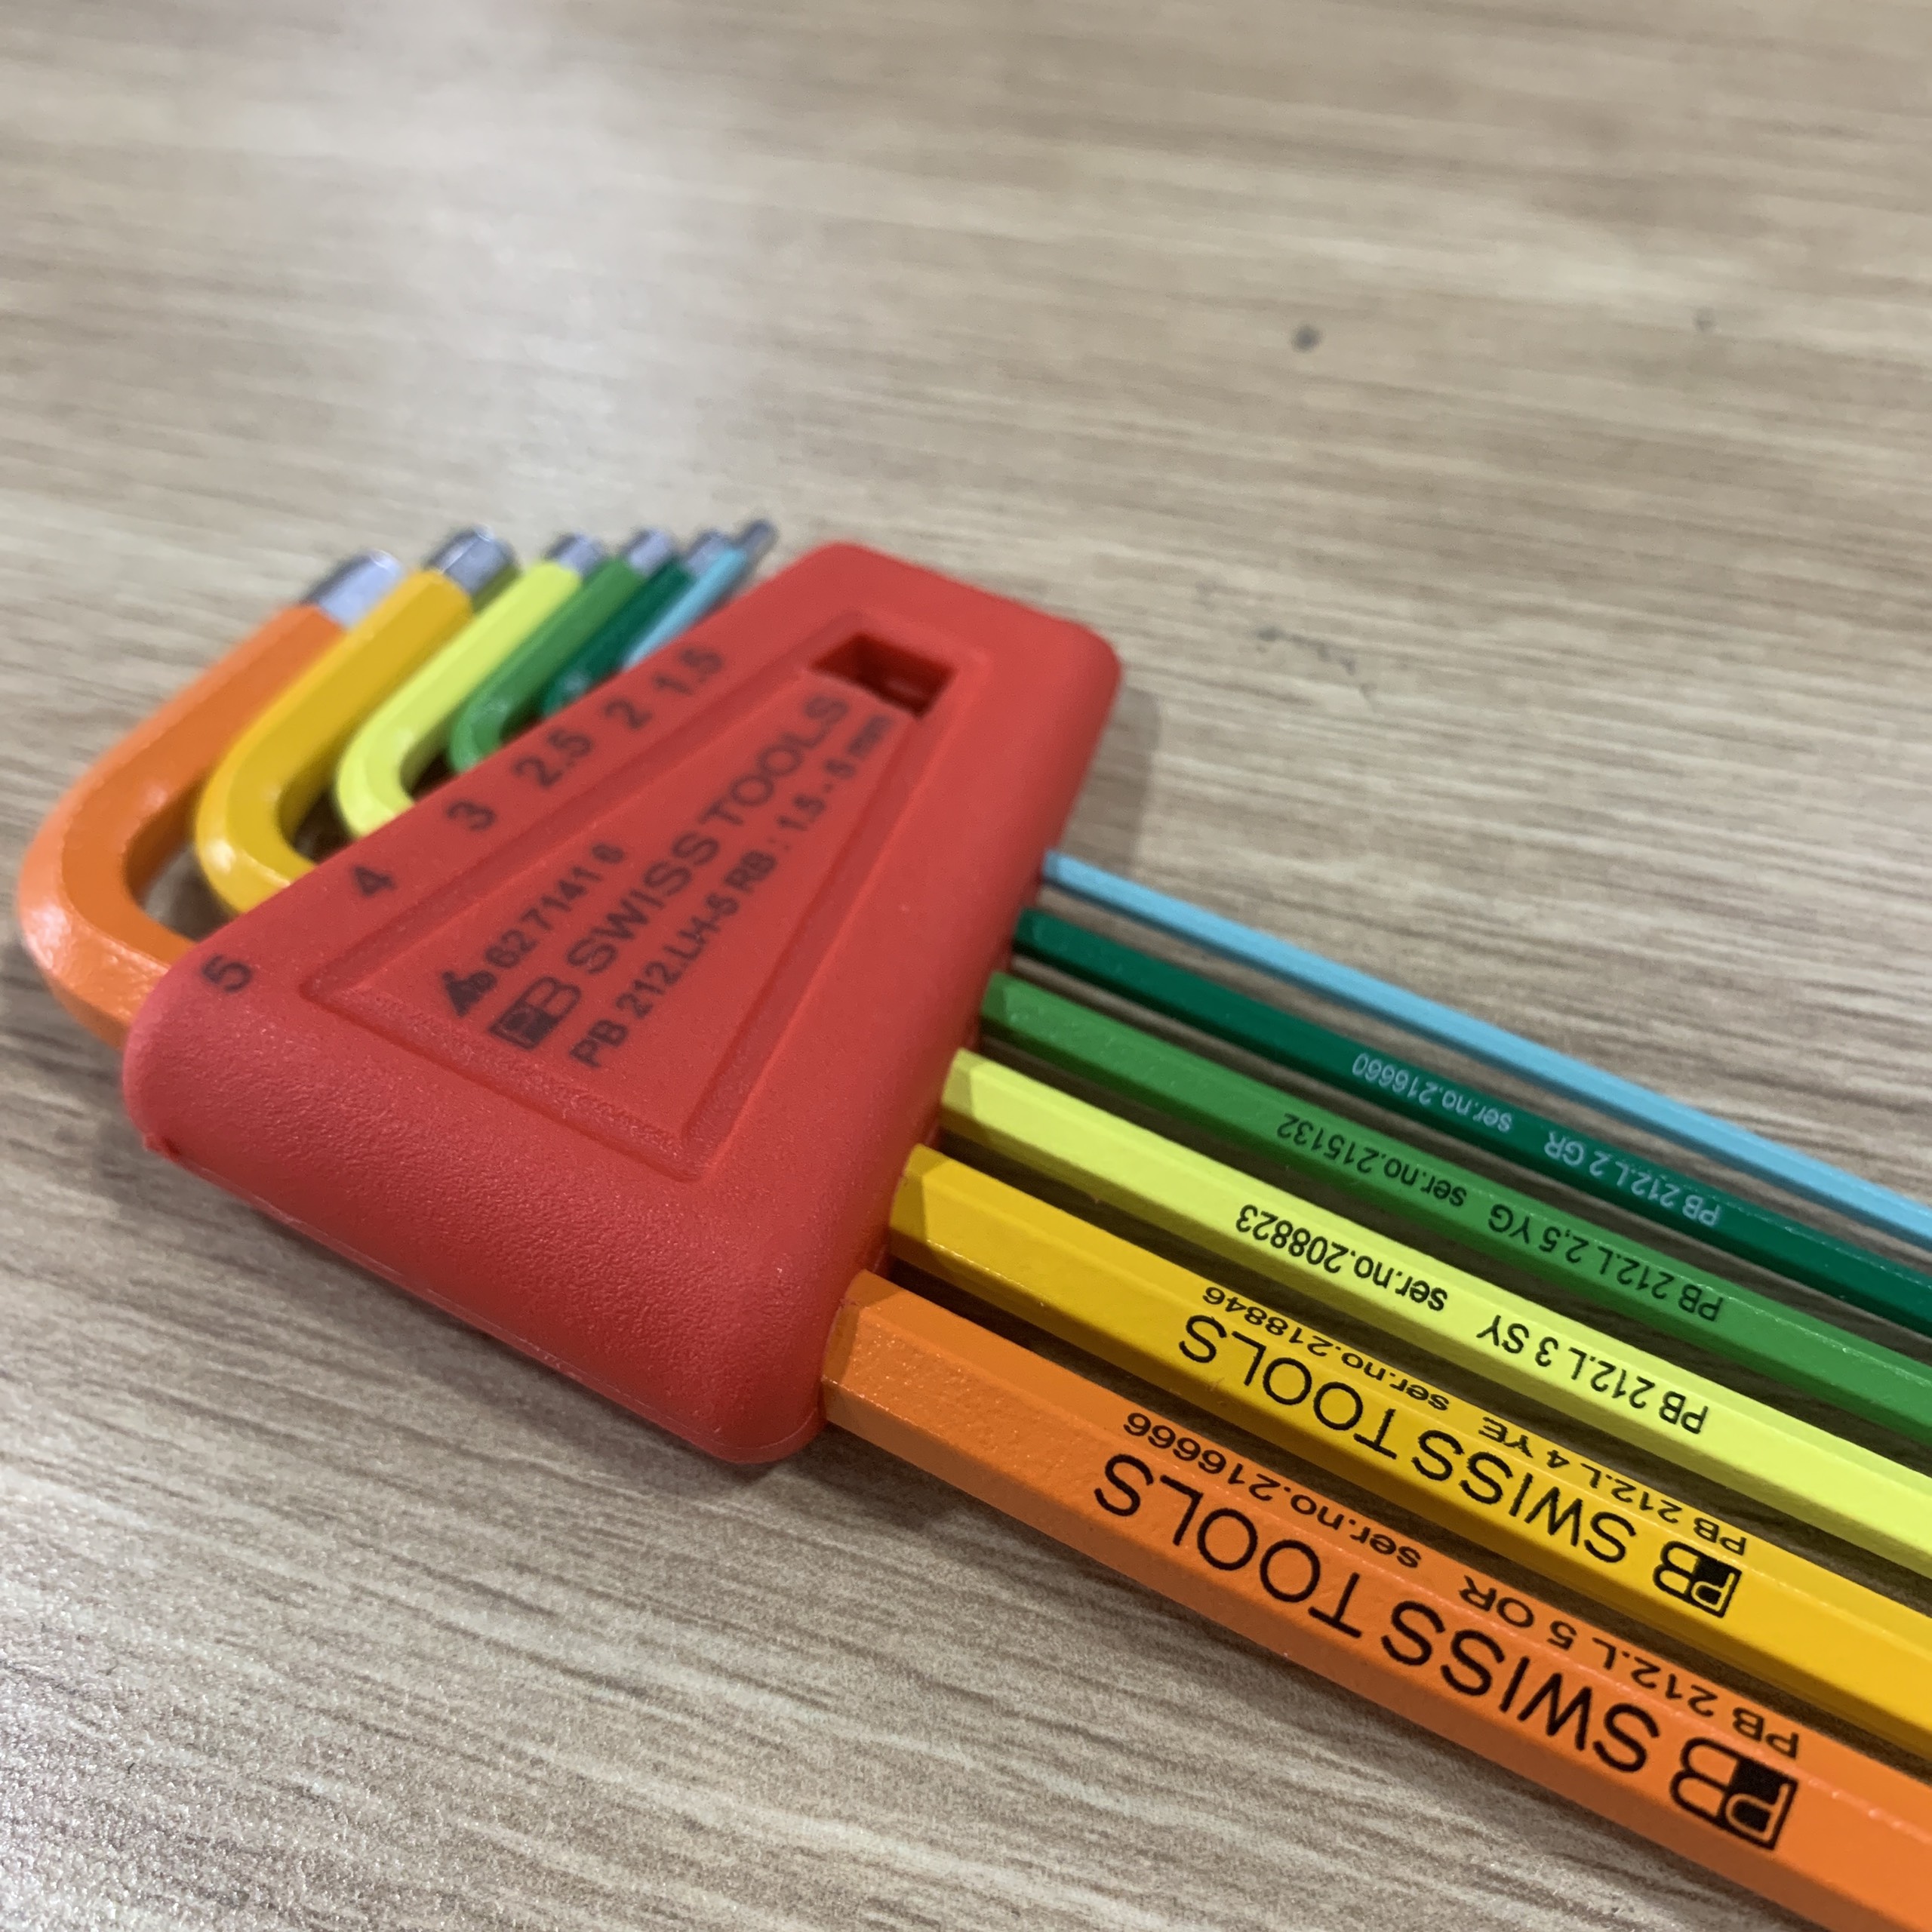 1.5
2
2.5
3
4
5
6271416
PB SWISS TOOLS
PB 212.LH-5 RB : 1.5 - 5 mm
PB 212.L 2 GR ser.no.216660
PB 212.L 2,5 YG ser.no.215132
PB 212.L 3 SY ser.no.208823
PB 212.L 4 YE ser.no.218846
PB SWISS TOOLS
PB 212.L 5 OR ser.no.216666
PB SWISS TOOLS